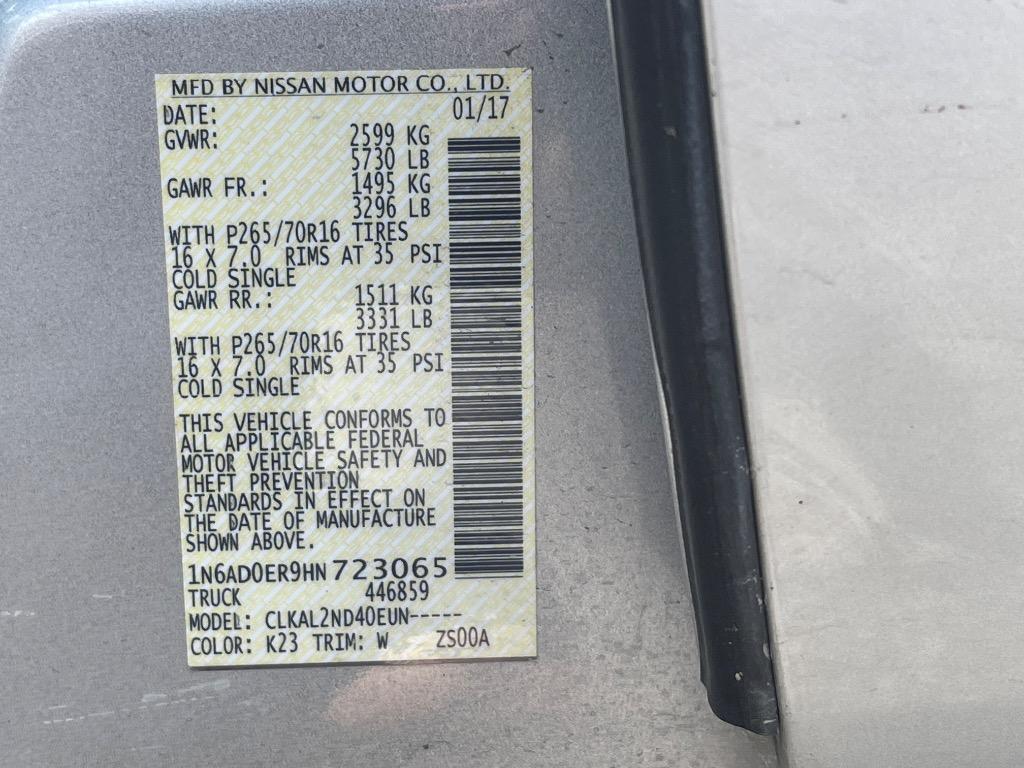 MFD BY NISSAN MOTOR CO., LTD.
DATE: 01/17
GVWR: 2599 KG
5730 LB
GAWR FR.: 1495 KG
3296 LB
WITH P265/70R16 TIRES
16 X 7.0 RIMS AT 35 PSI
COLD SINGLE
GAWR RR.: 1511 KG
3331 LB
WITH P265/70R16 TIRES
16 X 7.0 RIMS AT 35 PSI
COLD SINGLE
THIS VEHICLE CONFORMS TO
ALL APPLICABLE FEDERAL
MOTOR VEHICLE SAFETY AND
THEFT PREVENTION
STANDARDS IN EFFECT ON
THE DATE OF MANUFACTURE
SHOWN ABOVE.
1N6AD0ER9HN723065
TRUCK 446859
MODEL: CLKAL2ND40EUN-----
COLOR: K23 TRIM: W ZS00A